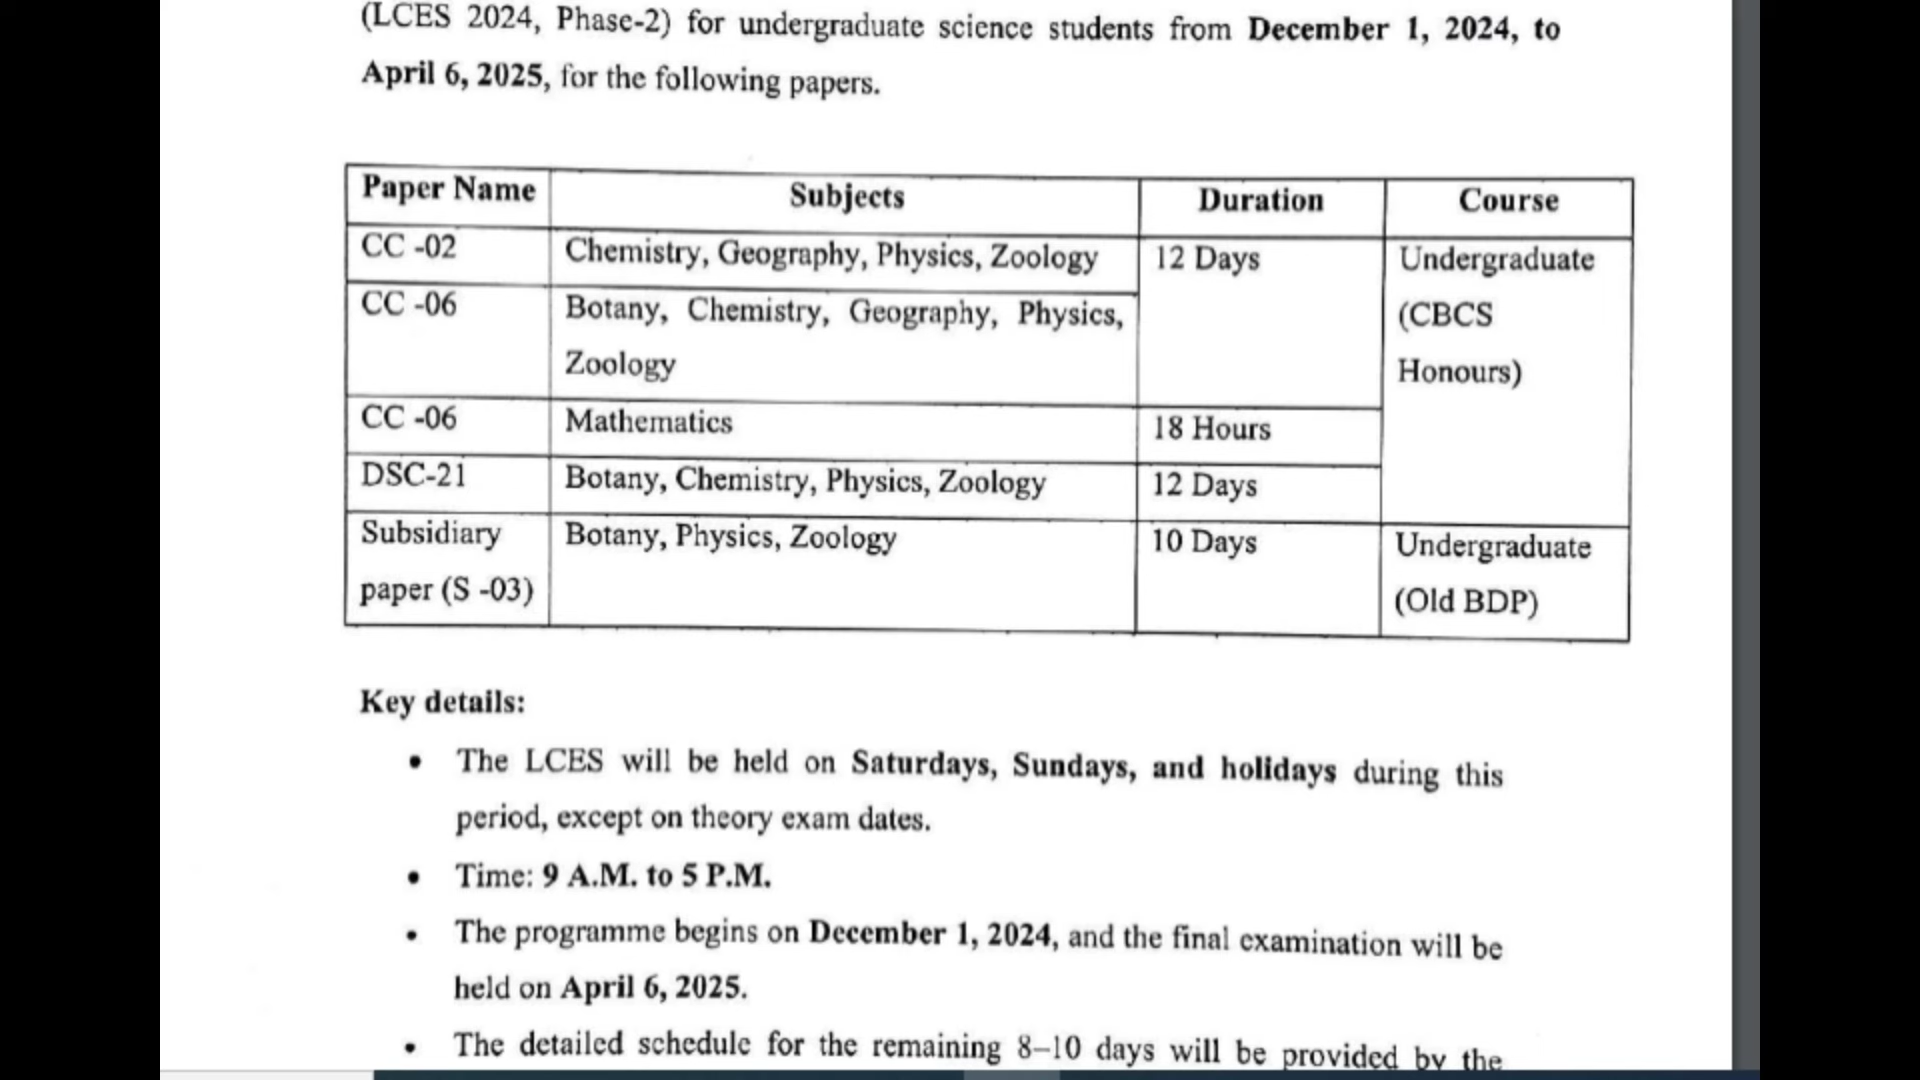 (LCES 2024, Phase-2) for undergraduate science students from December 1, 2024, to
April 6, 2025, for the following papers.
Paper Name Subjects Duration Course
CC -02 Chemistry, Geography, Physics, Zoology 12 Days Undergraduate
CC -06 Botany, Chemistry, Geography, Physics, (CBCS
Zoology Honours)
CC -06 Mathematics 18 Hours
DSC-21 Botany, Chemistry, Physics, Zoology 12 Days
Subsidiary Botany, Physics, Zoology 10 Days Undergraduate
paper (S -03) (Old BDP)
Key details:
• The LCES will be held on Saturdays, Sundays, and holidays during this
period, except on theory exam dates.
• Time: 9 A.M. to 5 P.M.
• The programme begins on December 1, 2024, and the final examination will be
held on April 6, 2025.
• The detailed schedule for the remaining 8–10 days will be provided by the